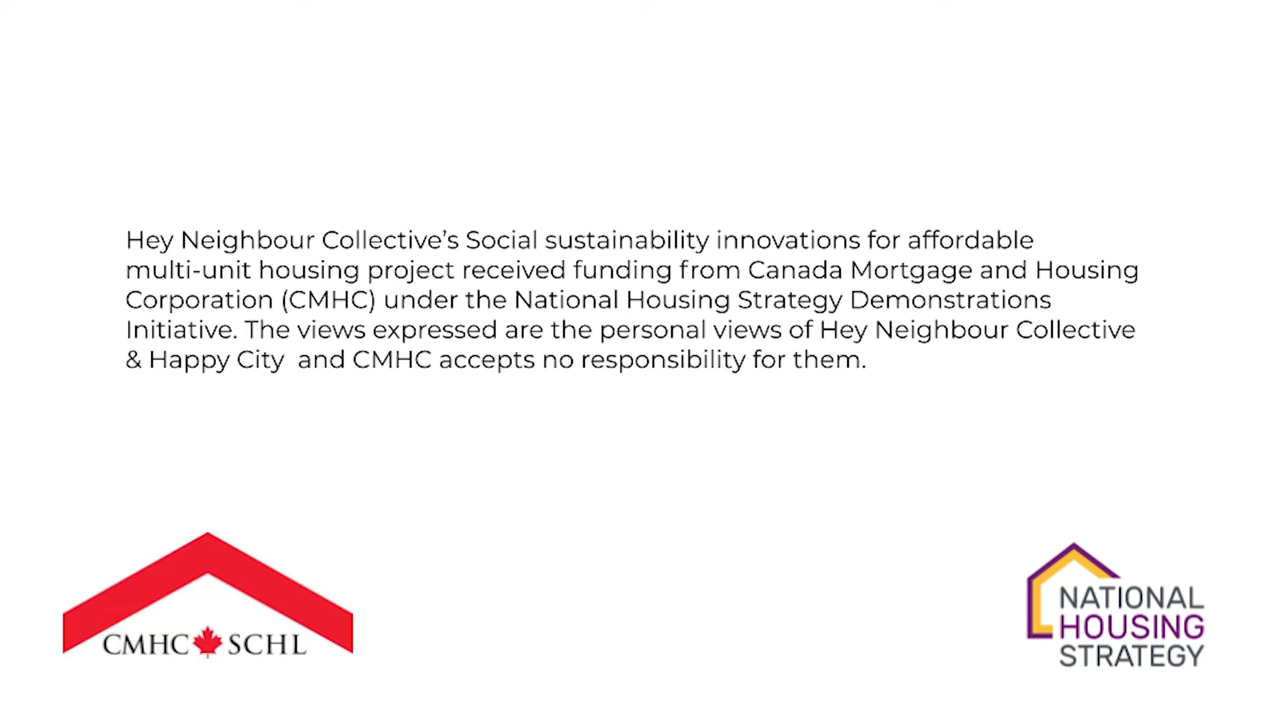 Hey Neighbour Collective's Social sustainability innovations for affordable
multi-unit housing project received funding from Canada Mortgage and Housing
Corporation (CMHC) under the National Housing Strategy Demonstrations
Initiative. The views expressed are the personal views of Hey Neighbour Collective
& Happy City  and CMHC accepts no responsibility for them.
CMHC SCHL
NATIONAL
HOUSING
STRATEGY